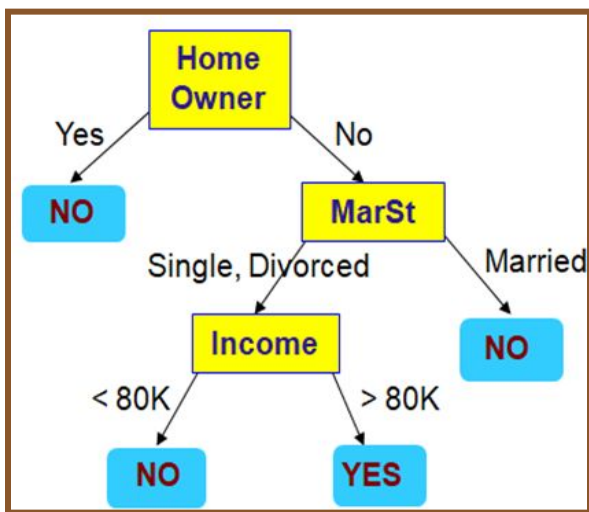 Home
Owner
Yes
No
NO
MarSt
Single, Divorced
Married
Income
NO
< 80K
> 80K
NO
YES